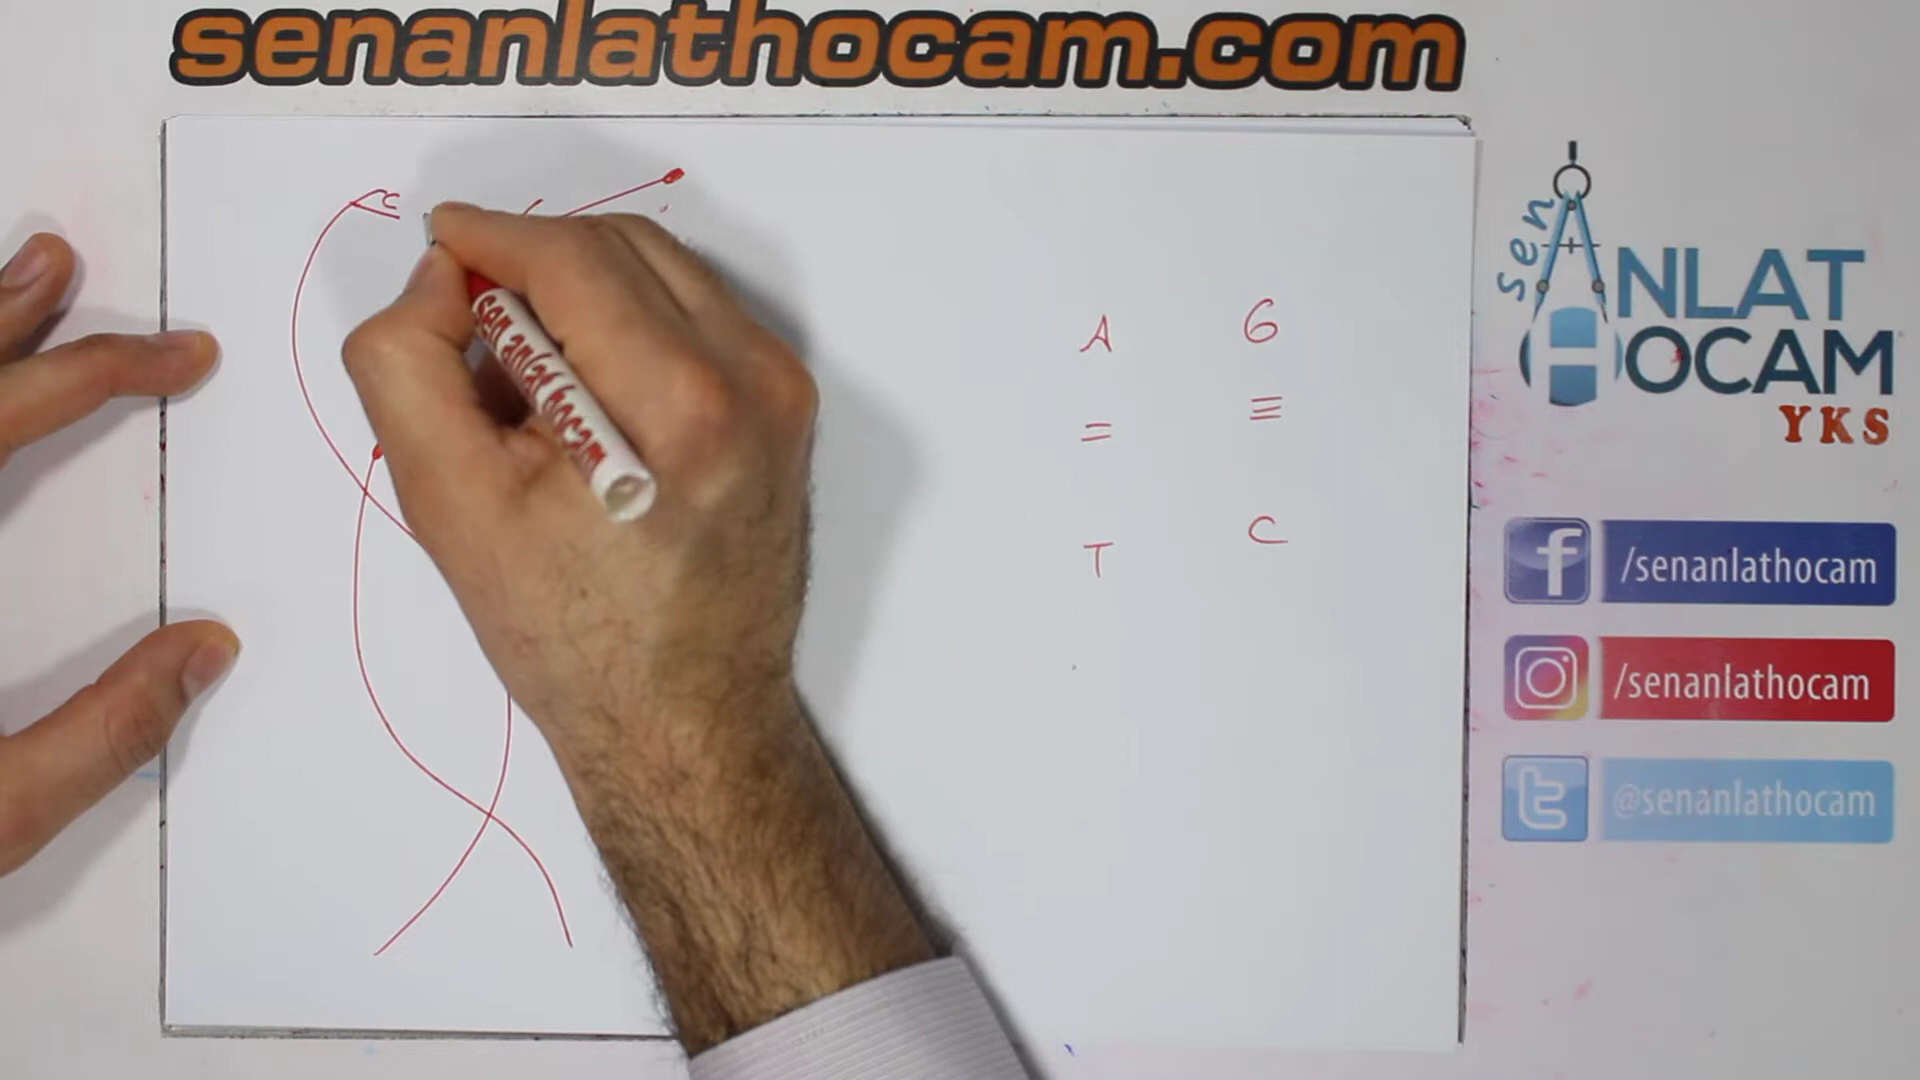 senanlathocam.com
C
sen anlat hocam
A G
= ≡
T C
sen
ANLAT
HOCAM
YKS
/senanlathocam
/senanlathocam
@senanlathocam